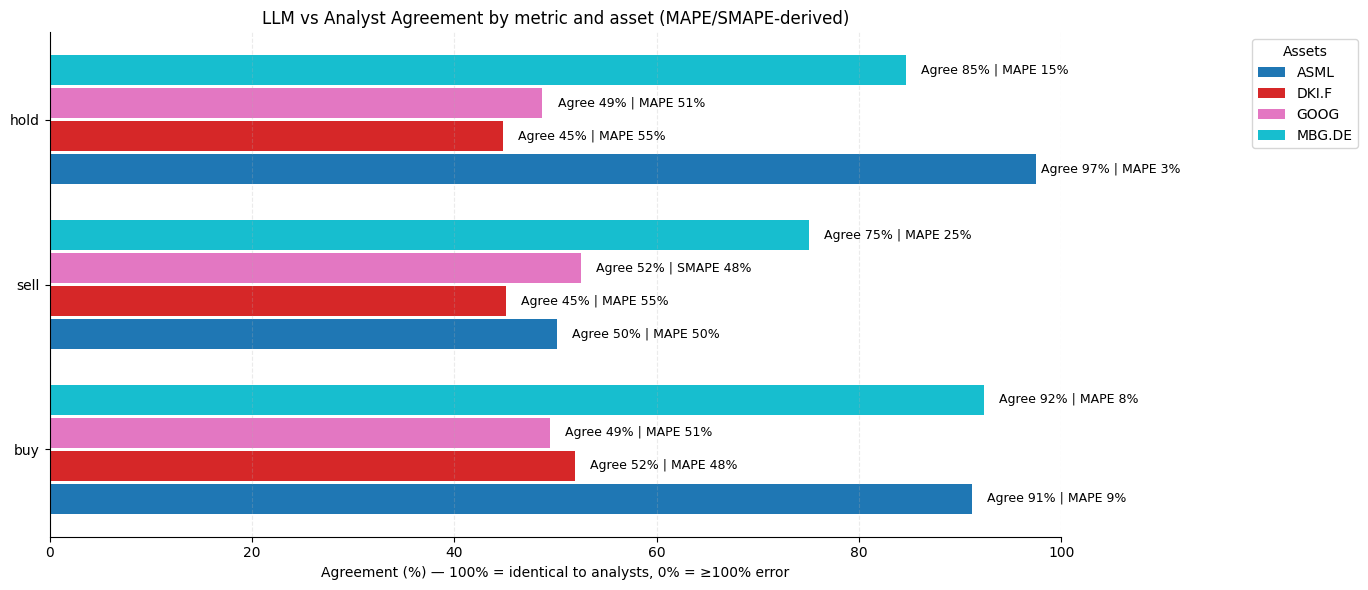 LLM vs Analyst Agreement by metric and asset (MAPE/SMAPE-derived)
Assets
ASML
DKI.F
GOOG
MBG.DE
hold
Agree 85% | MAPE 15%
Agree 49% | MAPE 51%
Agree 45% | MAPE 55%
Agree 97% | MAPE 3%
sell
Agree 75% | MAPE 25%
Agree 52% | SMAPE 48%
Agree 45% | MAPE 55%
Agree 50% | MAPE 50%
buy
Agree 92% | MAPE 8%
Agree 49% | MAPE 51%
Agree 52% | MAPE 48%
Agree 91% | MAPE 9%
0 20 40 60 80 100
Agreement (%) — 100% = identical to analysts, 0% = ≥100% error